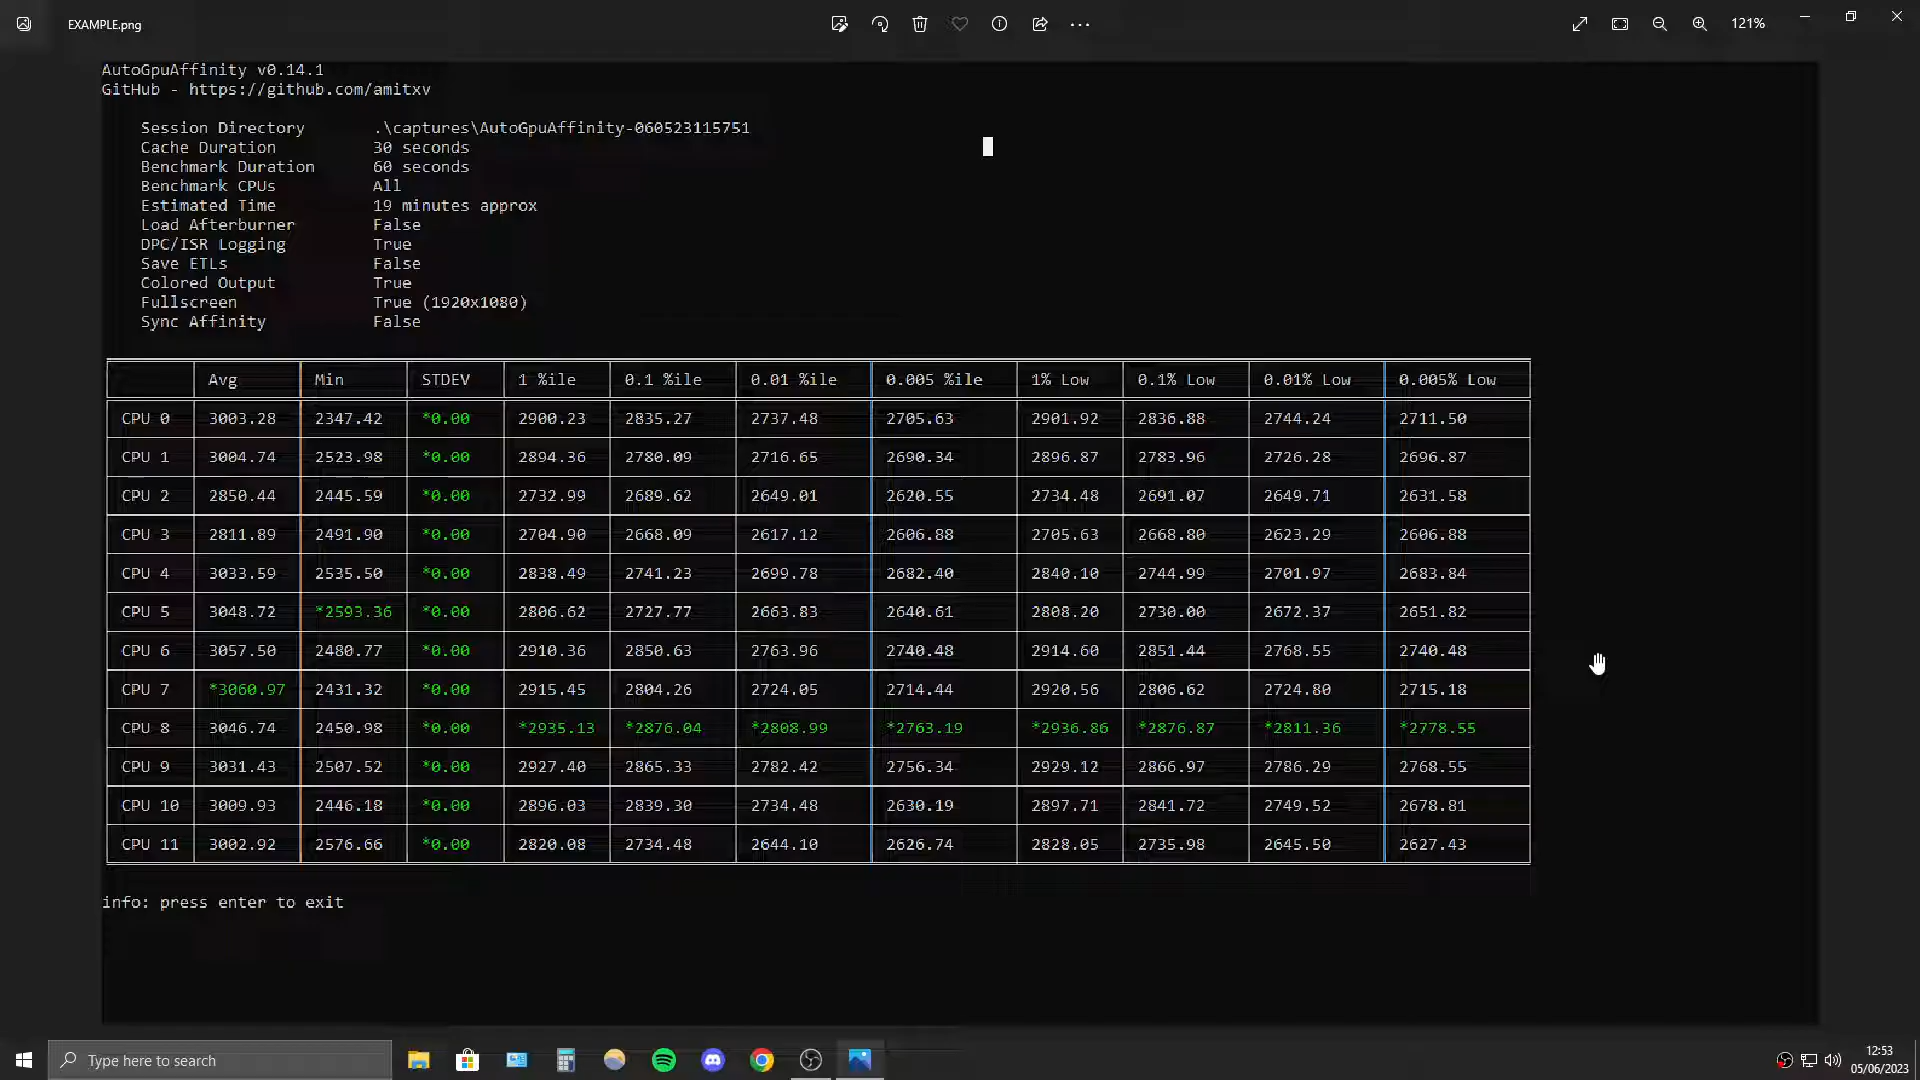 EXAMPLE.png
121%
AutoGpuAffinity v0.14.1
GitHub - https://github.com/amitxv
Session Directory .\captures\AutoGpuAffinity-060523115751
Cache Duration 30 seconds
Benchmark Duration 60 seconds
Benchmark CPUs All
Estimated Time 19 minutes approx
Load Afterburner False
DPC/ISR Logging True
Save ETLs False
Colored Output True
Fullscreen True (1920x1080)
Sync Affinity False
Avg Min STDEV 1 %ile 0.1 %ile 0.01 %ile 0.005 %ile 1% Low 0.1% Low 0.01% Low 0.005% Low
CPU 0 3003.28 2347.42 *0.00 2900.23 2835.27 2737.48 2705.63 2901.92 2836.88 2744.24 2711.50
CPU 1 3004.74 2523.98 *0.00 2894.36 2780.09 2716.65 2690.34 2896.87 2783.96 2726.28 2696.87
CPU 2 2850.44 2445.59 *0.00 2732.99 2689.62 2649.01 2620.55 2734.48 2691.07 2649.71 2631.58
CPU 3 2811.89 2491.90 *0.00 2704.90 2668.09 2617.12 2606.88 2705.63 2668.80 2623.29 2606.88
CPU 4 3033.59 2535.50 *0.00 2838.49 2741.23 2699.78 2682.40 2840.10 2744.99 2701.97 2683.84
CPU 5 3048.72 *2593.36 *0.00 2806.62 2727.77 2663.83 2640.61 2808.20 2730.00 2672.37 2651.82
CPU 6 3057.50 2480.77 *0.00 2910.36 2850.63 2763.96 2740.48 2914.60 2851.44 2768.55 2740.48
CPU 7 *3060.97 2431.32 *0.00 2915.45 2804.26 2724.05 2714.44 2920.56 2806.62 2724.80 2715.18
CPU 8 3046.74 2450.98 *0.00 *2935.13 *2876.04 *2808.99 *2763.19 *2936.86 *2876.87 *2811.36 *2778.55
CPU 9 3031.43 2507.52 *0.00 2927.40 2865.33 2782.42 2756.34 2929.12 2866.97 2786.29 2768.55
CPU 10 3009.93 2446.18 *0.00 2896.03 2839.30 2734.48 2630.19 2897.71 2841.72 2749.52 2678.81
CPU 11 3002.92 2576.66 *0.00 2820.08 2734.48 2644.10 2626.74 2828.05 2735.98 2645.50 2627.43
info: press enter to exit
Type here to search
12:53
05/06/2023